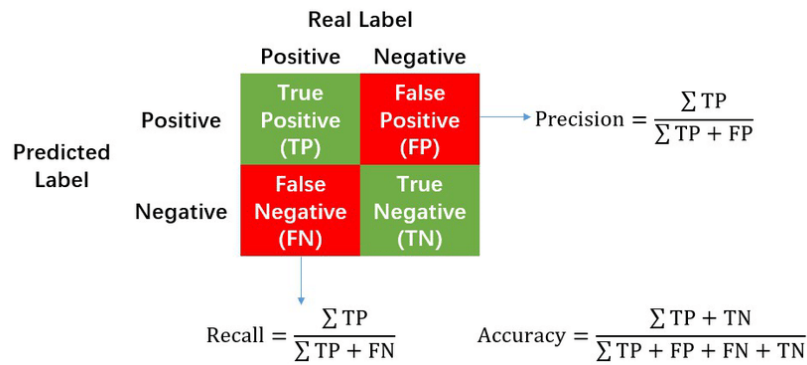 Real Label
Positive Negative
True Positive (TP)
False Positive (FP)
Positive
Precision = ∑ TP / ∑ TP + FP
Predicted Label
Negative
False Negative (FN)
True Negative (TN)
Recall = ∑ TP / ∑ TP + FN
Accuracy = ∑ TP + TN / ∑ TP + FP + FN + TN